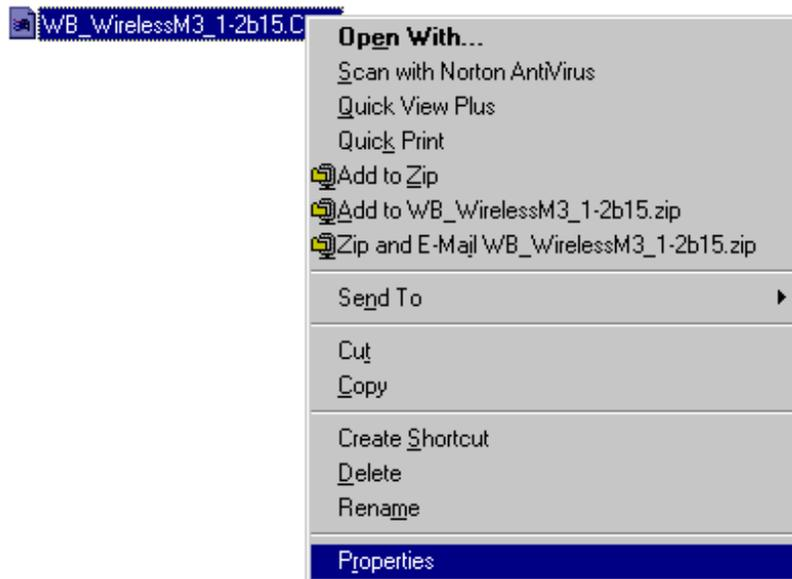 WB_WirelessM3_1-2b15.C
Open With...
Scan with Norton AntiVirus
Quick View Plus
Quick Print
Add to Zip
Add to WB_WirelessM3_1-2b15.zip
Zip and E-Mail WB_WirelessM3_1-2b15.zip
Send To
Cut
Copy
Create Shortcut
Delete
Rename
Properties